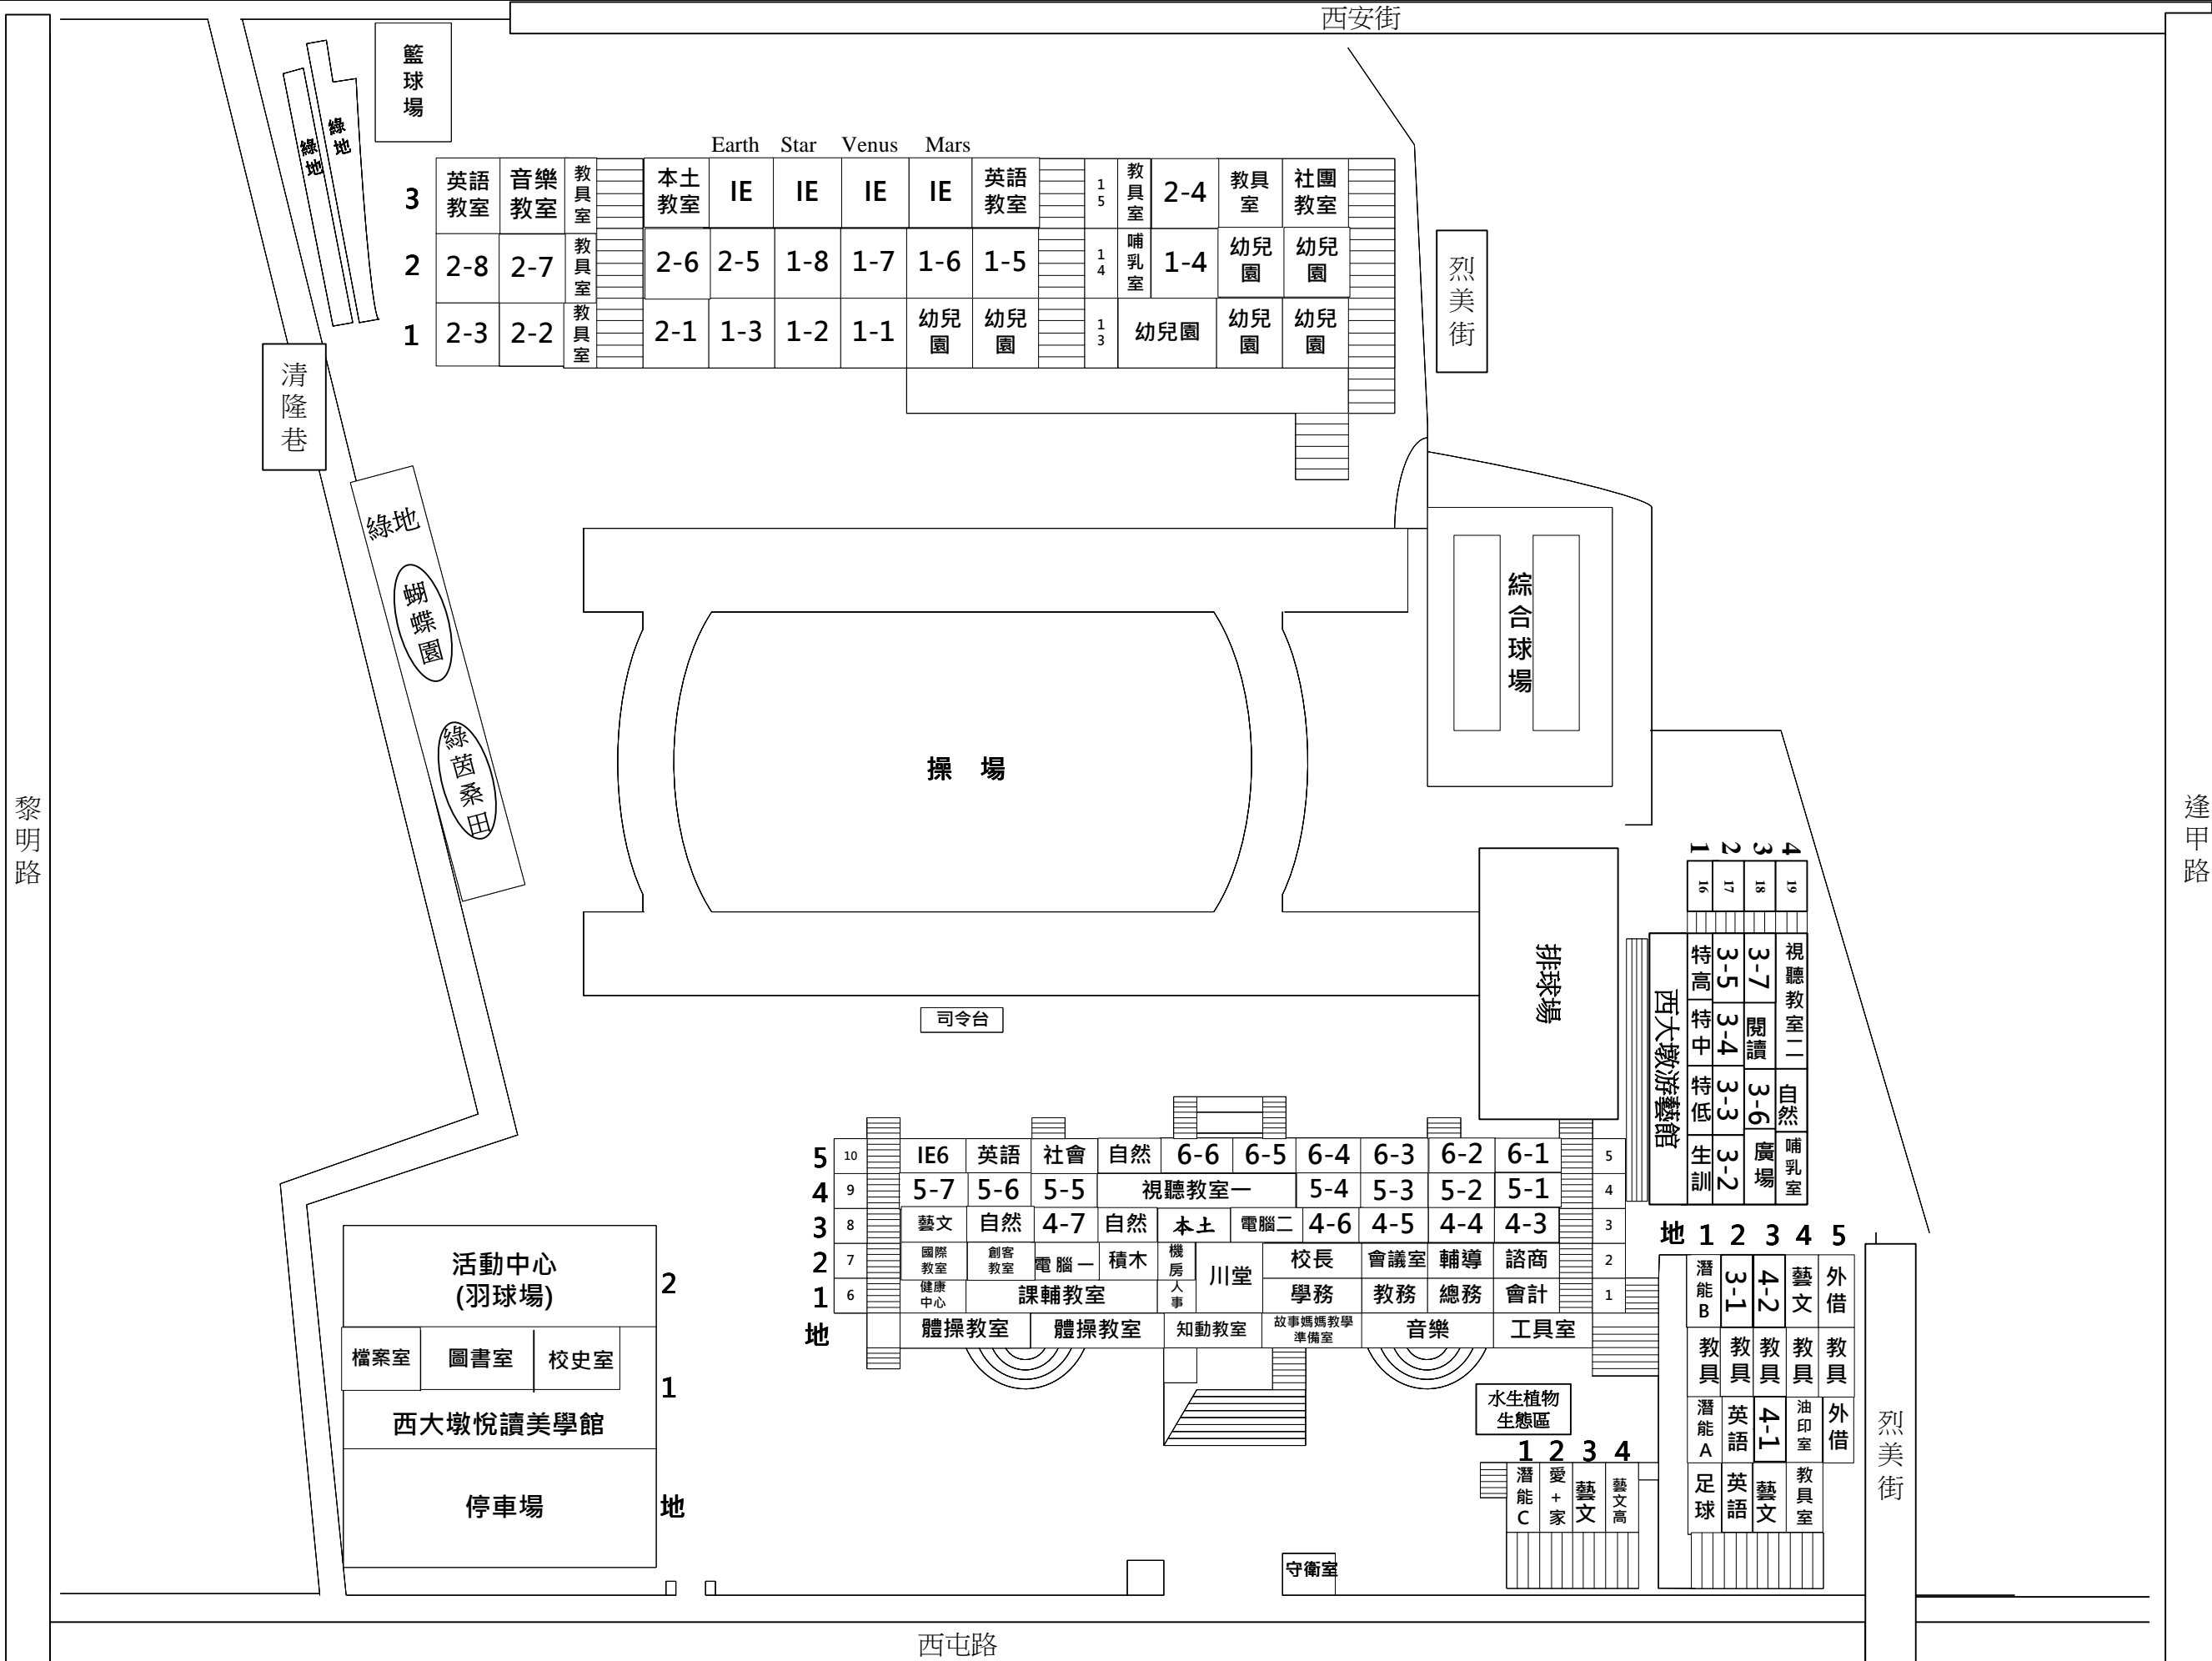 西安街
籃球場
綠地
綠地
Earth Star Venus Mars
3 英語教室 音樂教室 教具室 本土教室 IE IE IE IE 英語教室 15 教具室 2-4 教具室 社團教室
2 2-8 2-7 教具室 2-6 2-5 1-8 1-7 1-6 1-5 14 哺乳室 1-4 幼兒園 幼兒園
1 2-3 2-2 教具室 2-1 1-3 1-2 1-1 幼兒園 幼兒園 13 幼兒園 幼兒園 幼兒園
烈美街
清隆巷
綠地
蝴蝶園
綠茵桑田
綜合球場
操 場
黎明路
逢甲路
排球場
司令台
1 2 3 4
16 17 18 19
西大墩游藝館
特高 3-5 3-7 視聽教室二
特中 3-4 閱讀
特低 3-3 3-6 自然
生訓 3-2 廣場 哺乳室
5 10 IE6 英語 社會 自然 6-6 6-5 6-4 6-3 6-2 6-1 5
4 9 5-7 5-6 5-5 視聽教室一 5-4 5-3 5-2 5-1 4
3 8 藝文 自然 4-7 自然 本土 電腦二 4-6 4-5 4-4 4-3 3
2 7 國際教室 創客教室 電腦一 積木 機房 川堂 校長 會議室 輔導 諮商 2
1 6 健康中心 課輔教室 人事 學務 教務 總務 會計 1
地 體操教室 體操教室 知動教室 故事媽媽教學準備室 音樂 工具室
活動中心
(羽球場)
2
檔案室 圖書室 校史室
1
西大墩悅讀美學館
停車場 地
水生植物
生態區
1 2 3 4
潛能C 愛+家 藝文 藝文高
地 1 2 3 4 5
潛能B 3-1 4-2 藝文 外借
教具 教具 教具 教具 教具
潛能A 英語 4-1 油印室 外借
足球 英語 藝文 教具室
烈美街
守衛室
西屯路